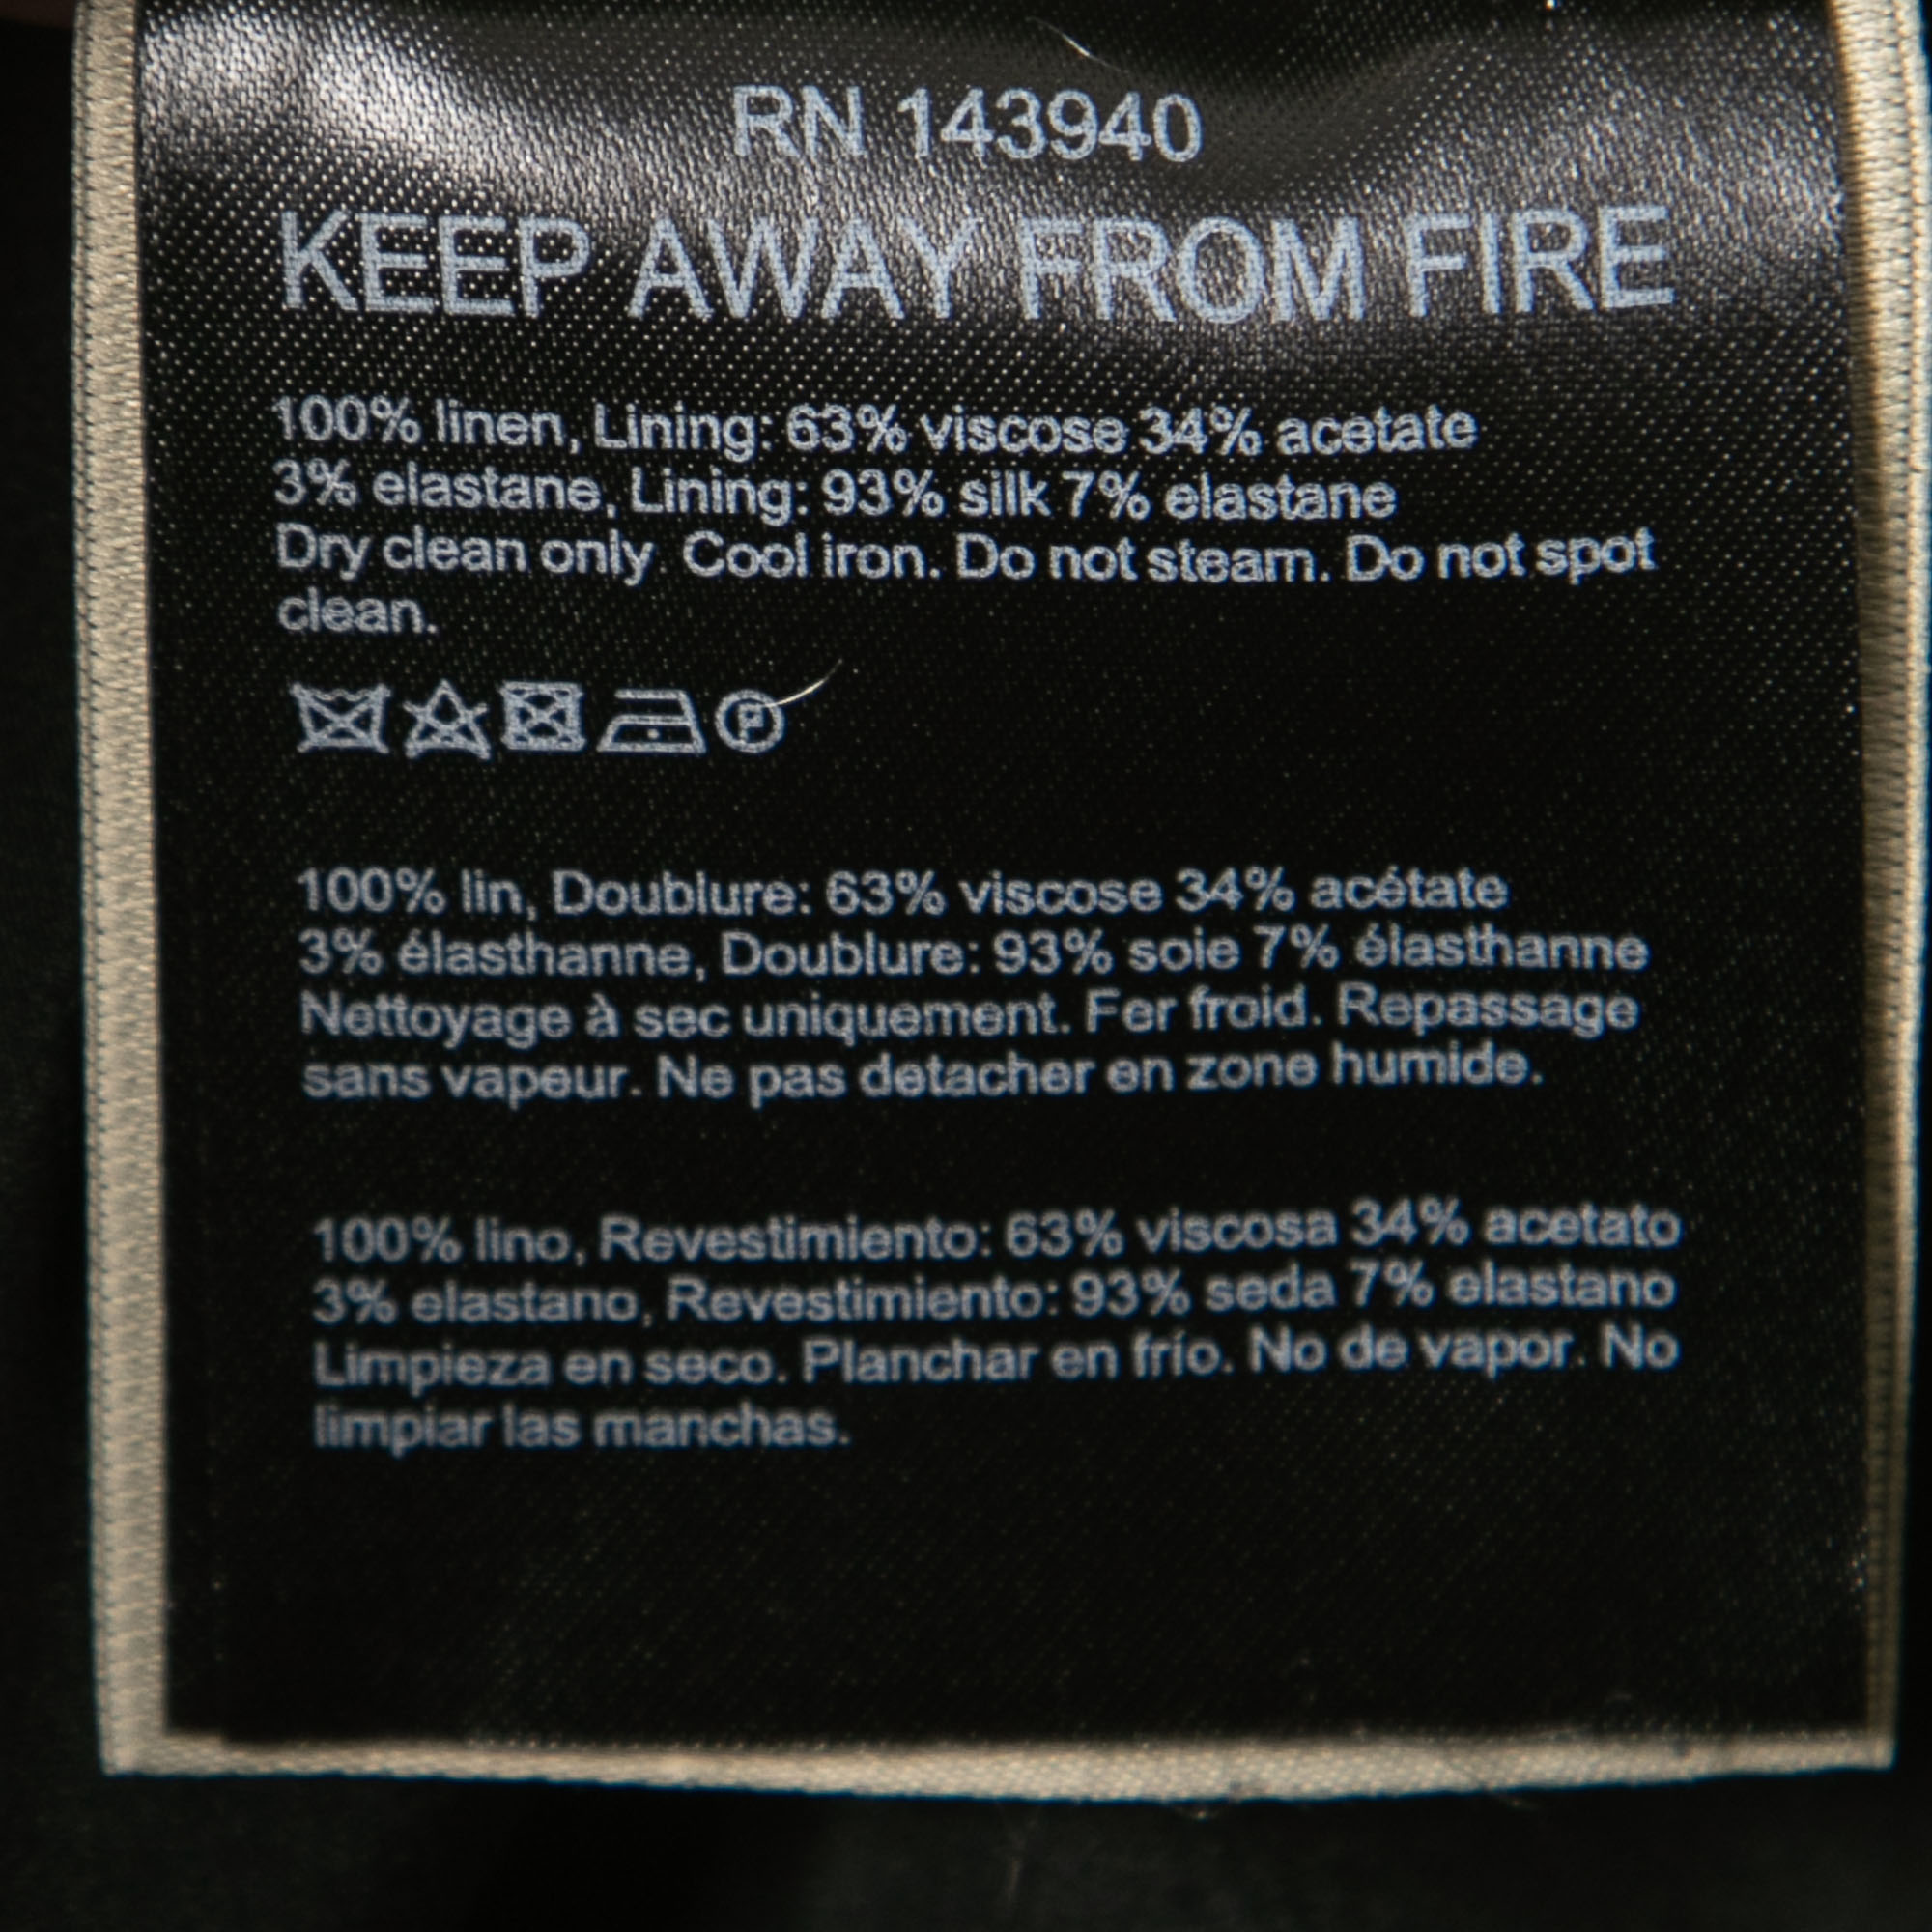 RN 143940
KEEP AWAY FROM FIRE
100% linen, Lining: 63% viscose 34% acetate
3% elastane, Lining: 93% silk 7% elastane
Dry clean only. Cool iron. Do not steam. Do not spot
clean.
P
100% lin, Doublure: 63% viscose 34% acétate
3% élasthanne, Doublure: 93% soie 7% élasthanne
Nettoyage à sec uniquement. Fer froid. Repassage
sans vapeur. Ne pas detacher en zone humide.
100% lino, Revestimiento: 63% viscosa 34% acetato
3% elastano, Revestimiento: 93% seda 7% elastano
Limpieza en seco. Planchar en frío. No de vapor. No
limpiar las manchas.